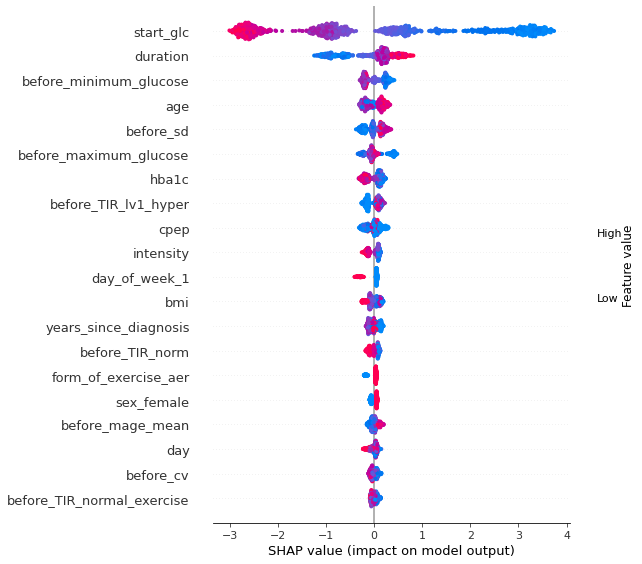 start_glc
duration
before_minimum_glucose
age
before_sd
before_maximum_glucose
hba1c
before_TIR_lv1_hyper
cpep
intensity
day_of_week_1
bmi
years_since_diagnosis
before_TIR_norm
form_of_exercise_aer
sex_female
before_mage_mean
day
before_cv
before_TIR_normal_exercise
−3 −2 −1 0 1 2 3 4
SHAP value (impact on model output)
High
Low
Feature value